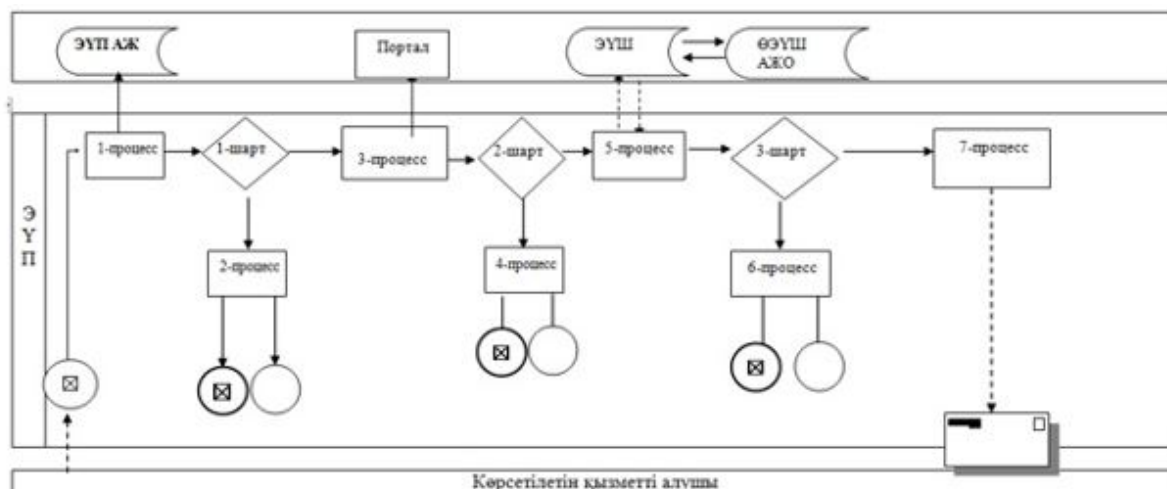 ЭҮП АЖ
Портал
ЭҮШ
ӨЭҮШ
АЖО
1-процесс
1-шарт
3-процесс
2-шарт
5-процесс
3-шарт
7-процесс
Э
Ү
П
2-процесс
4-процесс
6-процесс
Көрсетілетін қызметті алушы